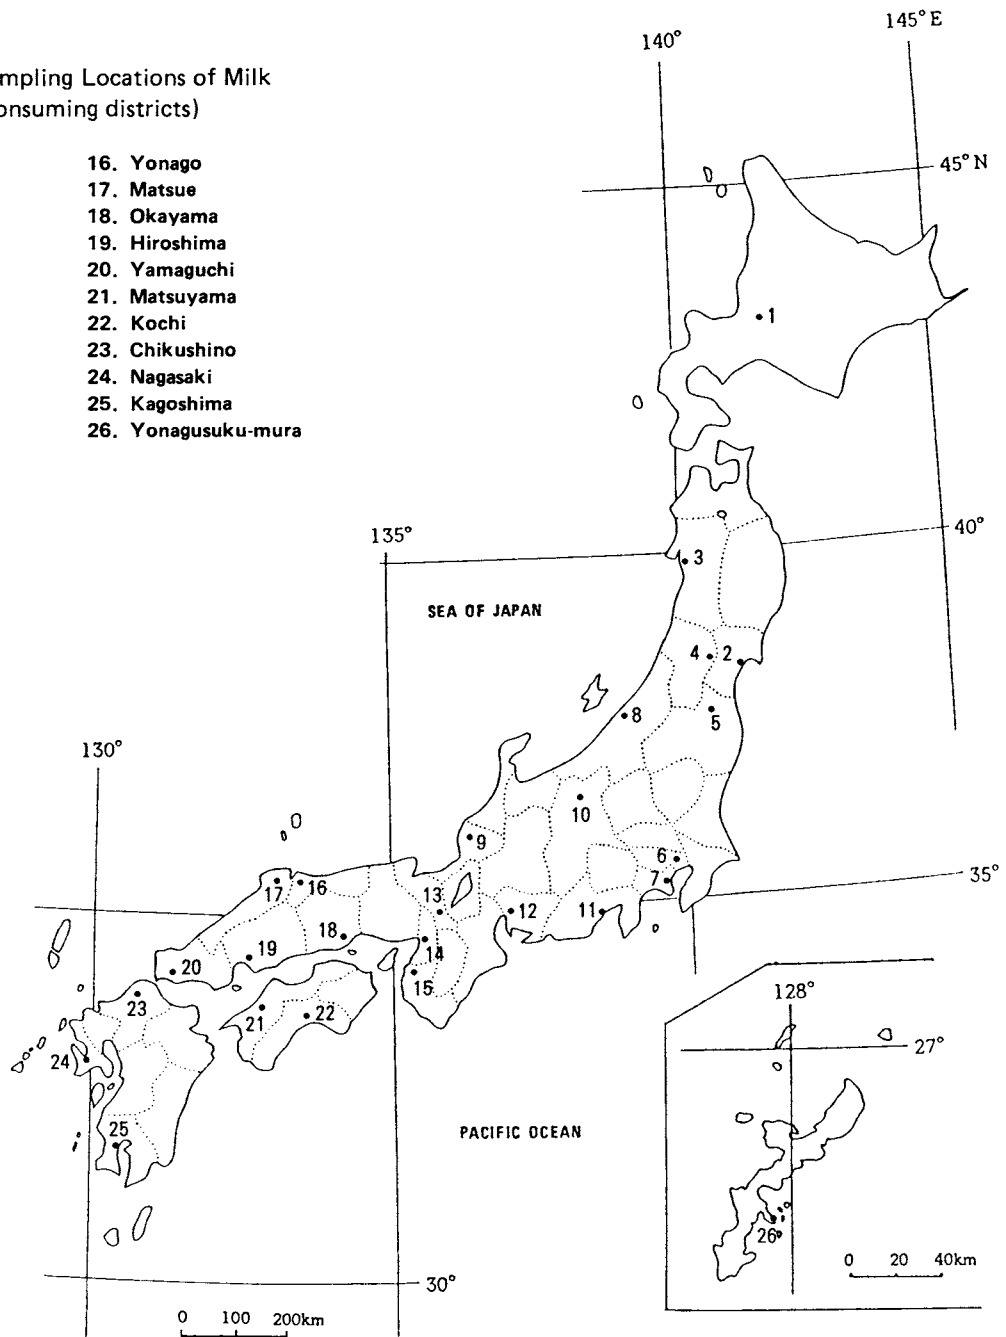 mpling Locations of Milk
onsuming districts)
16. Yonago
17. Matsue
18. Okayama
19. Hiroshima
20. Yamaguchi
21. Matsuyama
22. Kochi
23. Chikushino
24. Nagasaki
25. Kagoshima
26. Yonagusuku-mura
140°
145°E
45°N
1
40°
135°
3
SEA OF JAPAN
4
2
8
5
130°
10
9
6
7
35°
17
16
13
12
11
18
14
19
20
15
23
21
22
128°
27°
24
25
PACIFIC OCEAN
26
30°
0 20 40km
0 100 200km